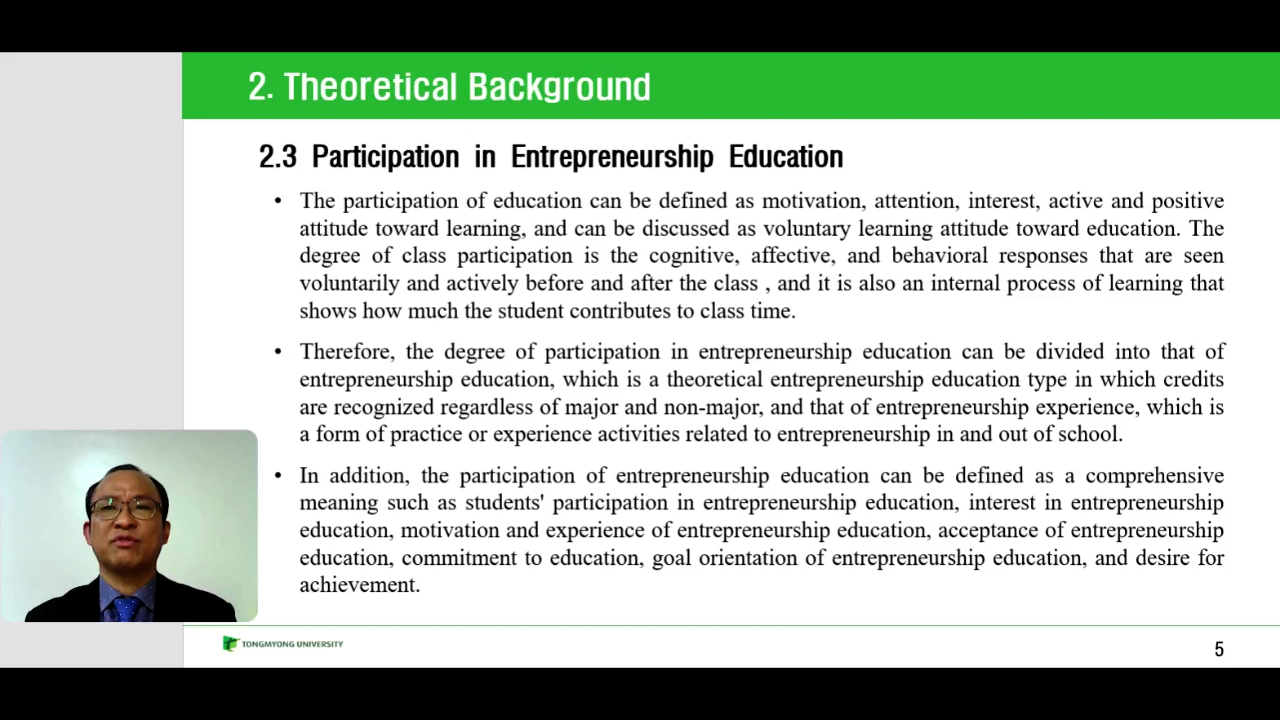 2. Theoretical Background
2.3 Participation in Entrepreneurship Education
• The participation of education can be defined as motivation, attention, interest, active and positive
attitude toward learning, and can be discussed as voluntary learning attitude toward education. The
degree of class participation is the cognitive, affective, and behavioral responses that are seen
voluntarily and actively before and after the class , and it is also an internal process of learning that
shows how much the student contributes to class time.
• Therefore, the degree of participation in entrepreneurship education can be divided into that of
entrepreneurship education, which is a theoretical entrepreneurship education type in which credits
are recognized regardless of major and non-major, and that of entrepreneurship experience, which is
a form of practice or experience activities related to entrepreneurship in and out of school.
• In addition, the participation of entrepreneurship education can be defined as a comprehensive
meaning such as students' participation in entrepreneurship education, interest in entrepreneurship
education, motivation and experience of entrepreneurship education, acceptance of entrepreneurship
education, commitment to education, goal orientation of entrepreneurship education, and desire for
achievement.
TONGMYONG UNIVERSITY
5